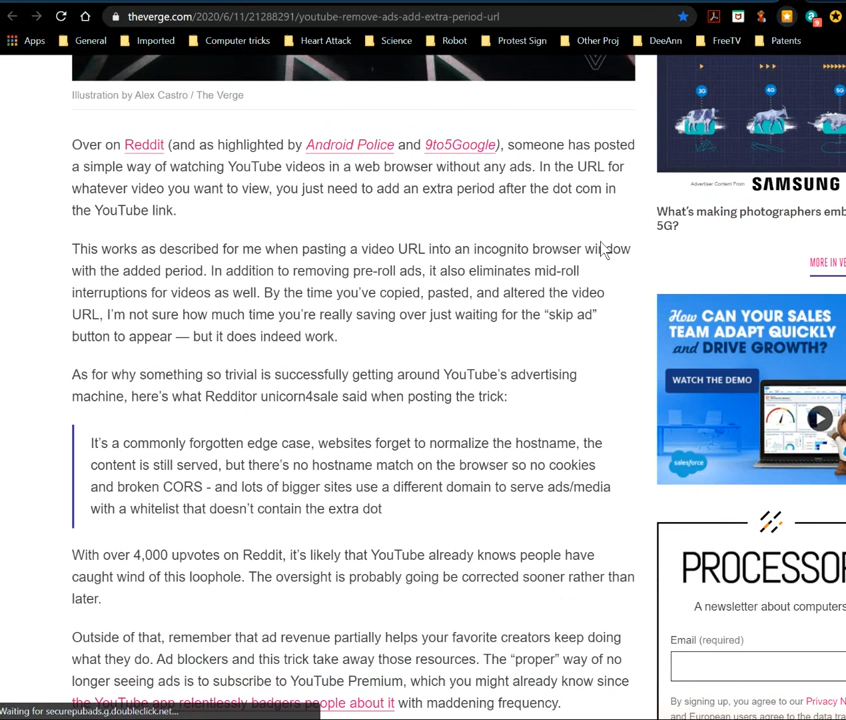 theverge.com/2020/6/11/21288291/youtube-remove-ads-add-extra-period-url
Apps General Imported Computer tricks Heart Attack Science Robot Protest Sign Other Proj DeeAnn FreeTV Patents
Illustration by Alex Castro / The Verge
Over on Reddit (and as highlighted by Android Police and 9to5Google), someone has posted
a simple way of watching YouTube videos in a web browser without any ads. In the URL for
whatever video you want to view, you just need to add an extra period after the dot com in
the YouTube link.
This works as described for me when pasting a video URL into an incognito browser window
with the added period. In addition to removing pre-roll ads, it also eliminates mid-roll
interruptions for videos as well. By the time you’ve copied, pasted, and altered the video
URL, I’m not sure how much time you’re really saving over just waiting for the “skip ad”
button to appear — but it does indeed work.
As for why something so trivial is successfully getting around YouTube’s advertising
machine, here’s what Redditor unicorn4sale said when posting the trick:
It’s a commonly forgotten edge case, websites forget to normalize the hostname, the
content is still served, but there’s no hostname match on the browser so no cookies
and broken CORS - and lots of bigger sites use a different domain to serve ads/media
with a whitelist that doesn’t contain the extra dot
With over 4,000 upvotes on Reddit, it’s likely that YouTube already knows people have
caught wind of this loophole. The oversight is probably going be corrected sooner rather than
later.
Outside of that, remember that ad revenue partially helps your favorite creators keep doing
what they do. Ad blockers and this trick take away those resources. The “proper” way of no
longer seeing ads is to subscribe to YouTube Premium, which you might already know since
the YouTube app relentlessly badgers people about it with maddening frequency.
Waiting for securepubads.g.doubleclick.net...
3G 4G 5G
Advertiser Content From SAMSUNG
What’s making photographers emb
5G?
MORE IN VE
How CAN YOUR SALES
TEAM ADAPT QUICKLY
and DRIVE GROWTH?
WATCH THE DEMO
salesforce
PROCESSOR
A newsletter about computers
Email (required)
By signing up, you agree to our Privacy N
and European users agree to the data tra